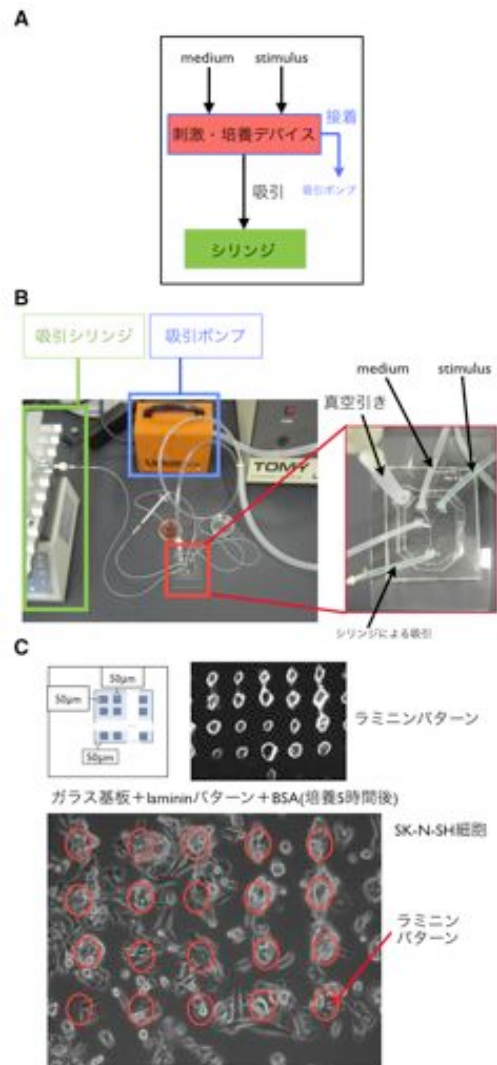 A
medium stimulus
刺激・培養デバイス
接着
吸引ポンプ
吸引
シリンジ
B
吸引シリンジ 吸引ポンプ
medium stimulus
真空引き
TOMY
シリンジによる吸引
C
50μm
50μm
50μm
ラミニンパターン
ガラス基板+lamininパターン+BSA(培養5時間後)
SK-N-SH細胞
ラミニン
パターン